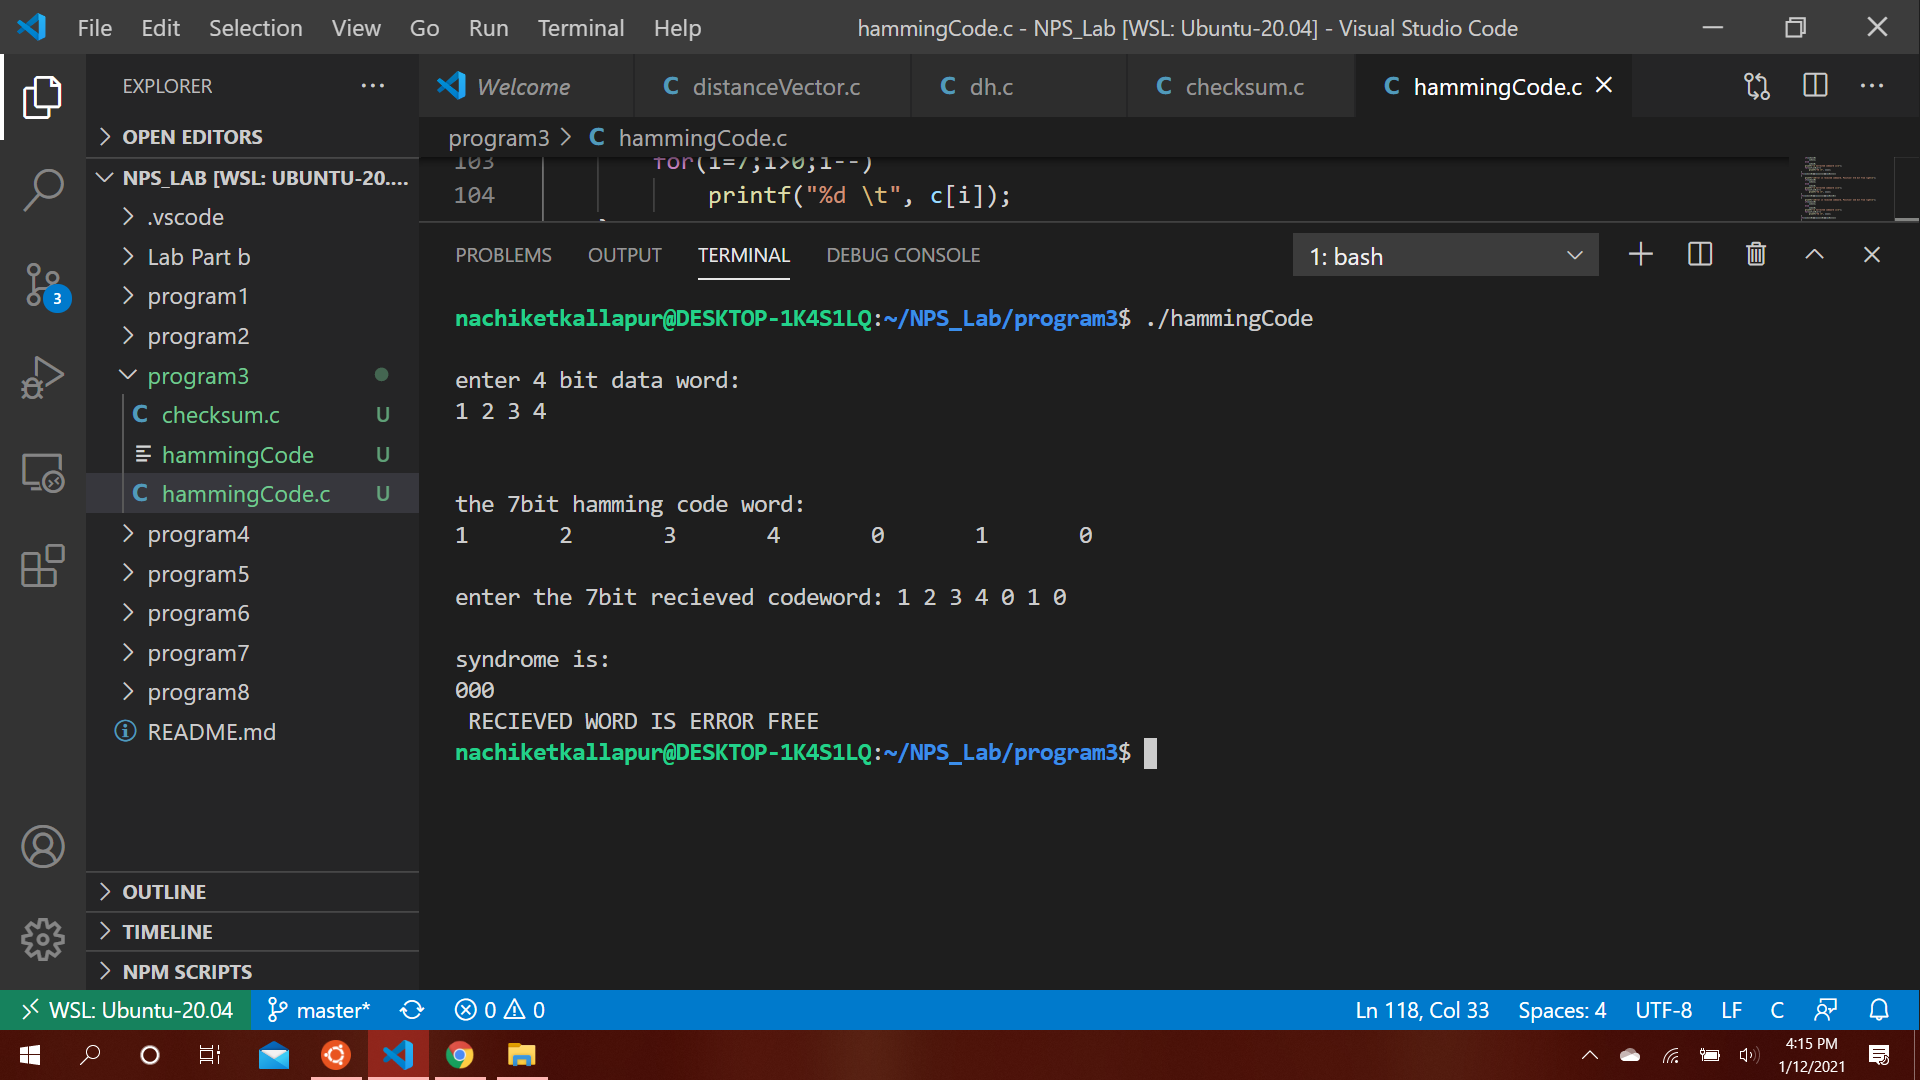 File Edit Selection View Go Run Terminal Help hammingCode.c - NPS_Lab [WSL: Ubuntu-20.04] - Visual Studio Code
EXPLORER
OPEN EDITORS
NPS_LAB [WSL: UBUNTU-20....
.vscode
Lab Part b
program1
program2
program3
C checksum.c U
hammingCode U
C hammingCode.c U
program4
program5
program6
program7
program8
README.md
OUTLINE
TIMELINE
NPM SCRIPTS
3
Welcome C distanceVector.c C dh.c C checksum.c C hammingCode.c
program3 > C hammingCode.c
103 for(i=7;i>0;i--)
104 printf("%d \t", c[i]);
PROBLEMS OUTPUT TERMINAL DEBUG CONSOLE 1: bash
nachiketkallapur@DESKTOP-1K4S1LQ:~/NPS_Lab/program3$ ./hammingCode
enter 4 bit data word:
1 2 3 4
the 7bit hamming code word:
1 2 3 4 0 1 0
enter the 7bit recieved codeword: 1 2 3 4 0 1 0
syndrome is:
000
RECIEVED WORD IS ERROR FREE
nachiketkallapur@DESKTOP-1K4S1LQ:~/NPS_Lab/program3$
WSL: Ubuntu-20.04 master* 0 0 Ln 118, Col 33 Spaces: 4 UTF-8 LF C
4:15 PM
1/12/2021